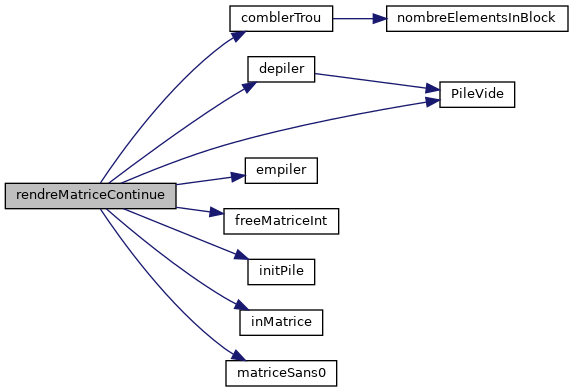 comblerTrou
nombreElementsInBlock
depiler
PileVide
empiler
rendreMatriceContinue
freeMatriceInt
initPile
inMatrice
matriceSans0